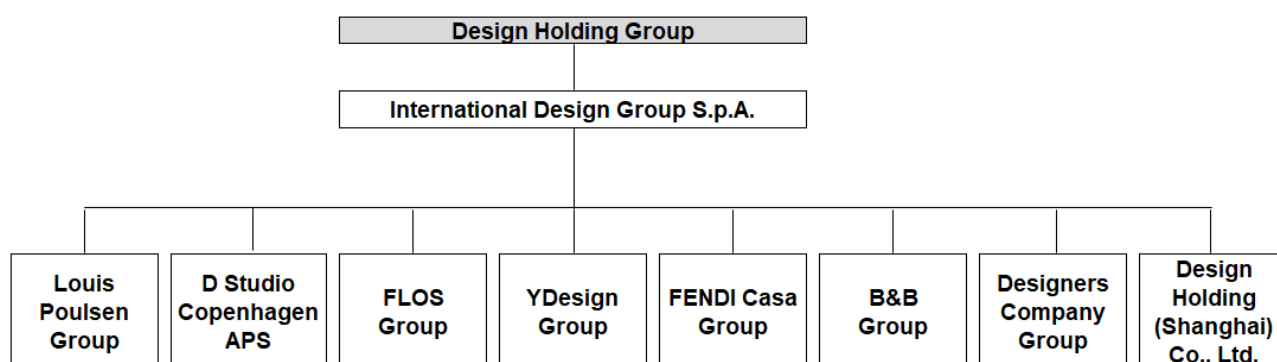 Design Holding Group
International Design Group S.p.A.
Louis
Poulsen
Group
D Studio
Copenhagen
APS
FLOS
Group
YDesign
Group
FENDI Casa
Group
B&B
Group
Designers
Company
Group
Design
Holding
(Shanghai)
Co., Ltd.